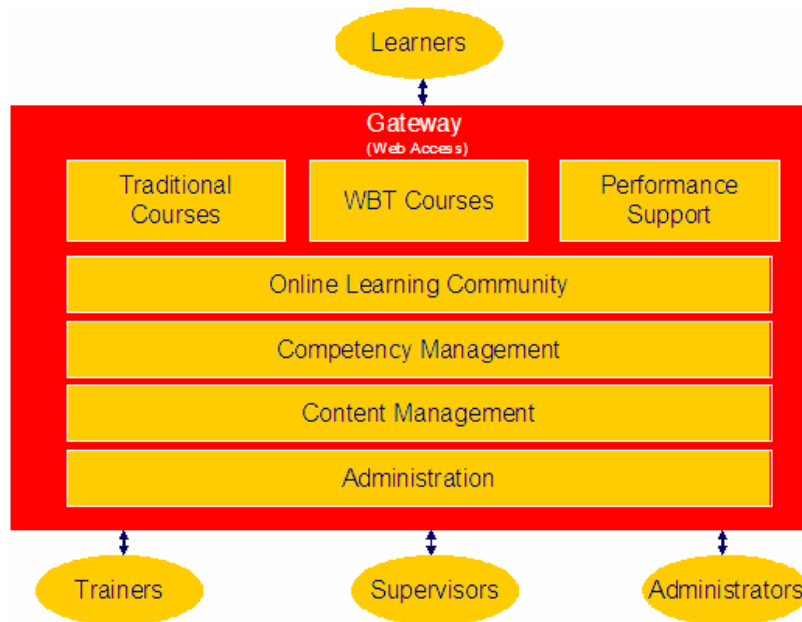 Learners
Gateway
(Web Access)
Traditional
Courses
WBT Courses
Performance
Support
Online Learning Community
Competency Management
Content Management
Administration
Trainers
Supervisors
Administrators